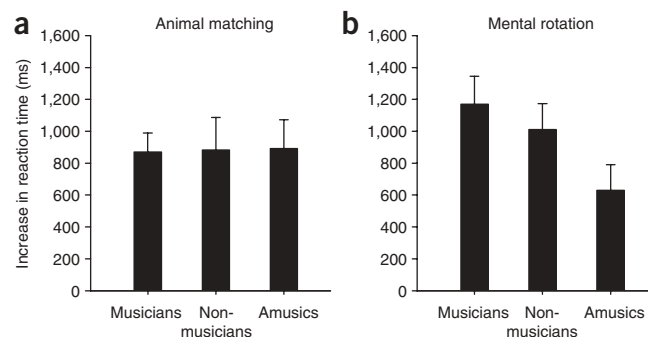 a
Animal matching
Increase in reaction time (ms)
1,600
1,400
1,200
1,000
800
600
400
200
0
Musicians
Non-
musicians
Amusics
b
Mental rotation
1,600
1,400
1,200
1,000
800
600
400
200
0
Musicians
Non-
musicians
Amusics